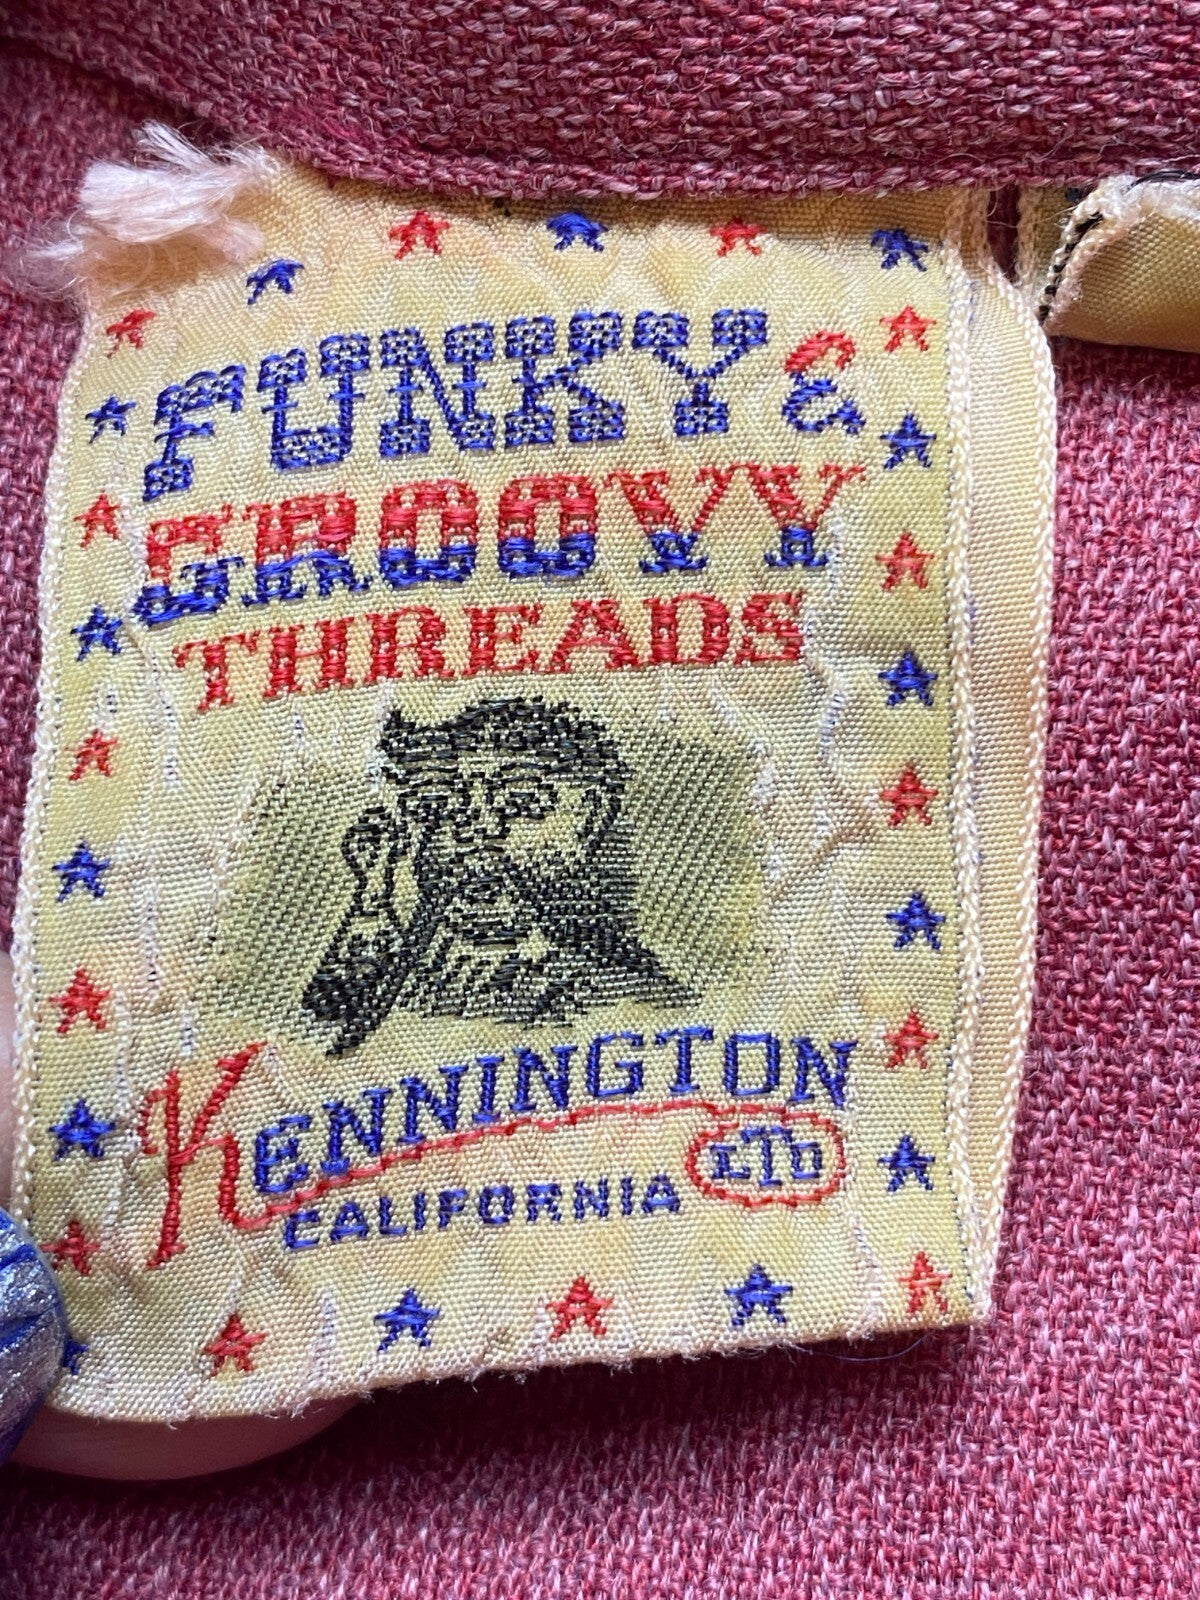 FUNKY &
GROOVY
THREADS
KENNINGTON
LTD
CALIFORNIA